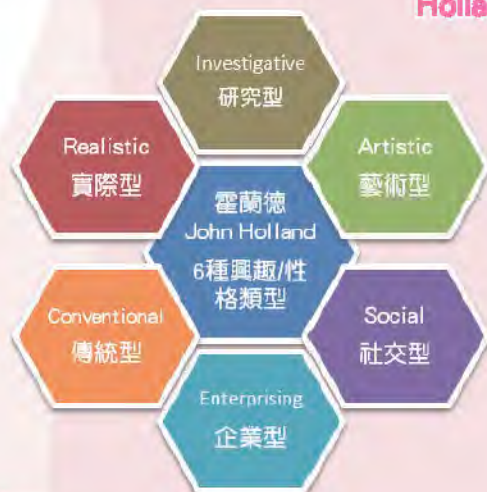 Holla
Investigative
研究型
Realistic
實際型
Artistic
藝術型
霍蘭德
John Holland
6種興趣/性
格類型
Conventional
傳統型
Social
社交型
Enterprising
企業型